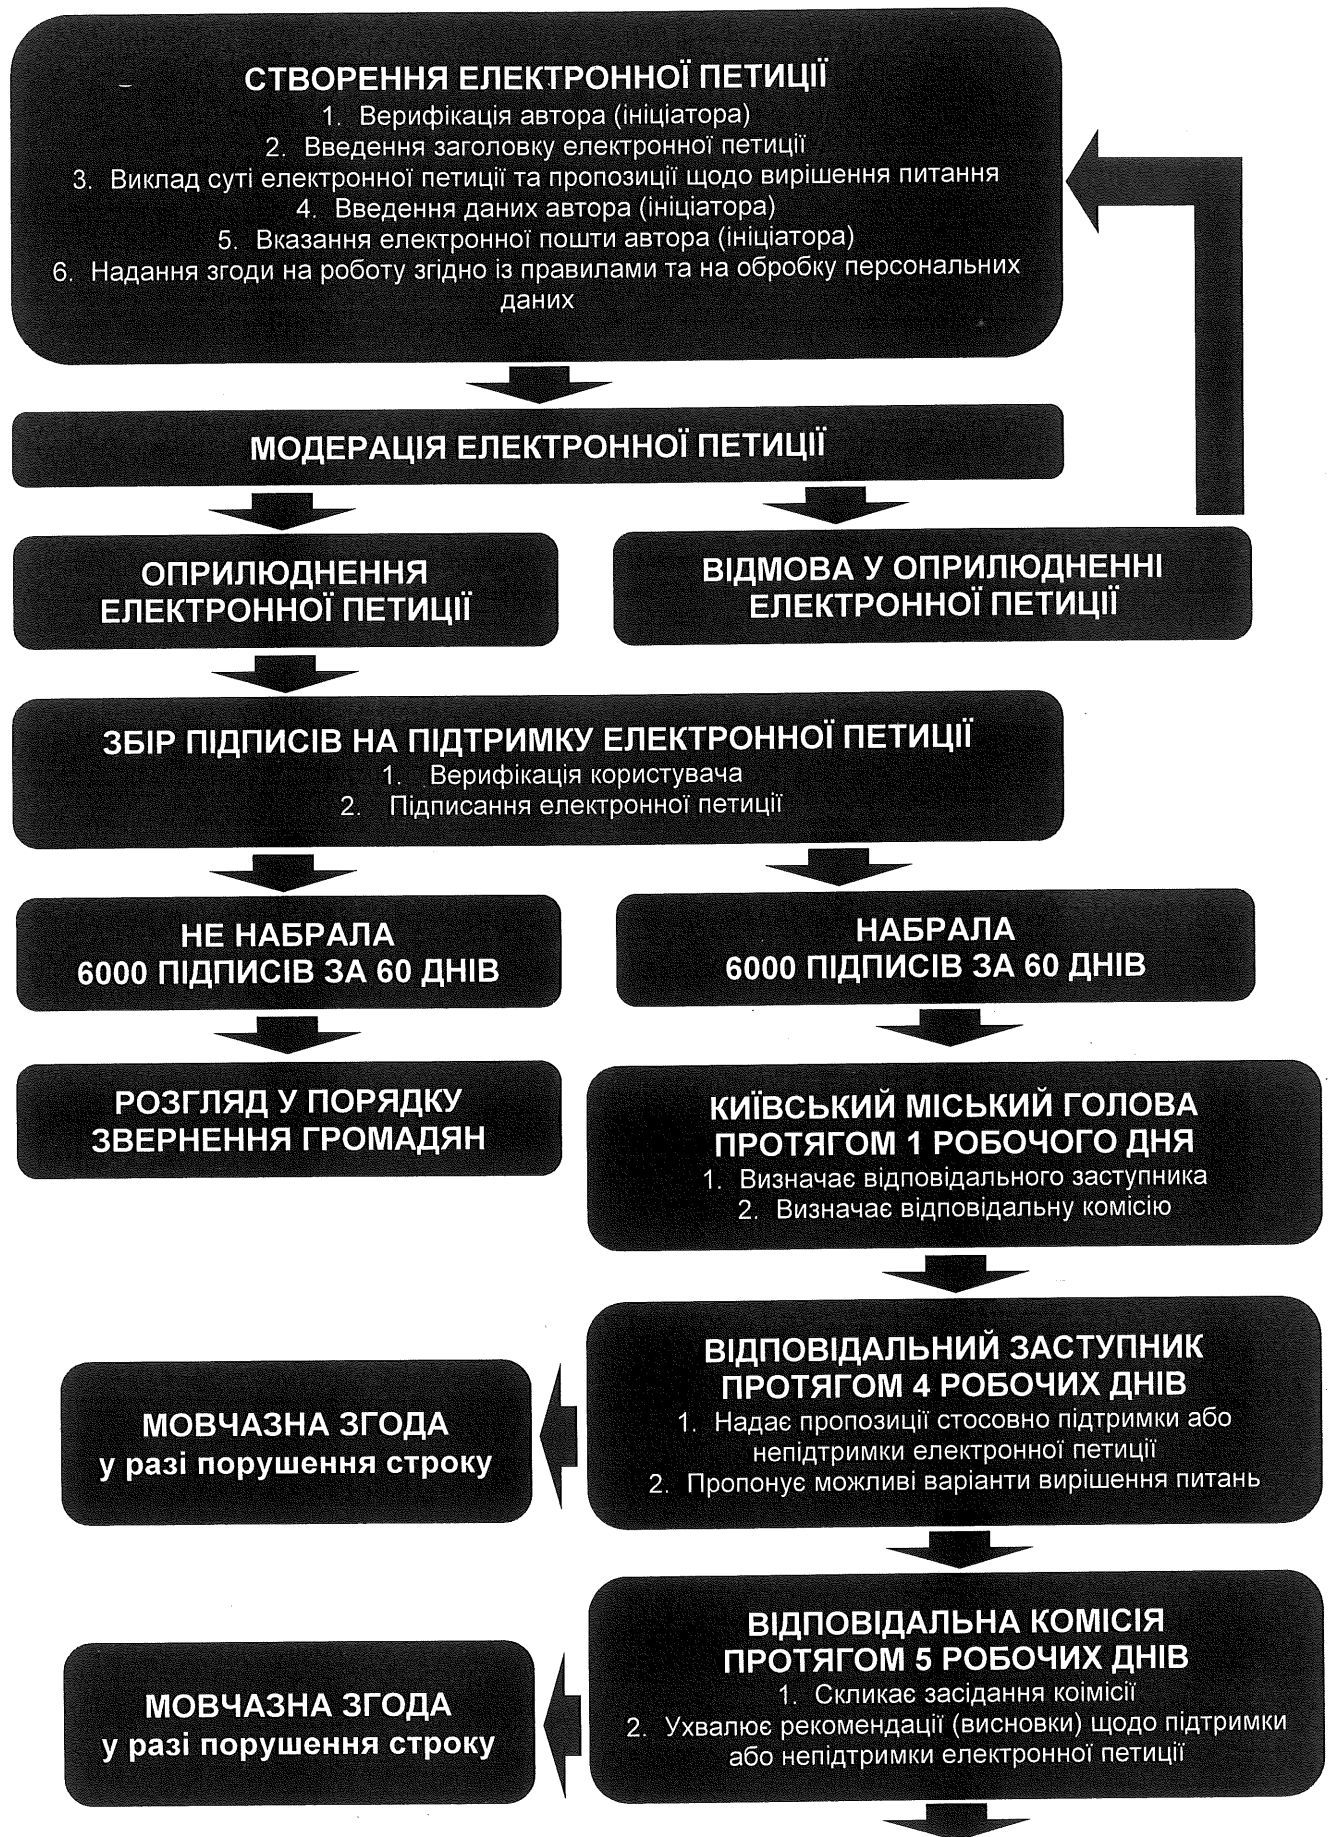 СТВОРЕННЯ ЕЛЕКТРОННОЇ ПЕТИЦІЇ
1. Верифікація автора (ініціатора)
2. Введення заголовку електронної петиції
3. Виклад суті електронної петиції та пропозиції щодо вирішення питання
4. Введення даних автора (ініціатора)
5. Вказання електронної пошти автора (ініціатора)
6. Надання згоди на роботу згідно із правилами та на обробку персональних
даних
МОДЕРАЦІЯ ЕЛЕКТРОННОЇ ПЕТИЦІЇ
ОПРИЛЮДНЕННЯ
ЕЛЕКТРОННОЇ ПЕТИЦІЇ
ВІДМОВА У ОПРИЛЮДНЕННІ
ЕЛЕКТРОННОЇ ПЕТИЦІЇ
ЗБІР ПІДПИСІВ НА ПІДТРИМКУ ЕЛЕКТРОННОЇ ПЕТИЦІЇ
1. Верифікація користувача
2. Підписання електронної петиції
НЕ НАБРАЛА
6000 ПІДПИСІВ ЗА 60 ДНІВ
НАБРАЛА
6000 ПІДПИСІВ ЗА 60 ДНІВ
РОЗГЛЯД У ПОРЯДКУ
ЗВЕРНЕННЯ ГРОМАДЯН
КИЇВСЬКИЙ МІСЬКИЙ ГОЛОВА
ПРОТЯГОМ 1 РОБОЧОГО ДНЯ
1. Визначає відповідального заступника
2. Визначає відповідальну комісію
ВІДПОВІДАЛЬНИЙ ЗАСТУПНИК
ПРОТЯГОМ 4 РОБОЧИХ ДНІВ
1. Надає пропозиції стосовно підтримки або
непідтримки електронної петиції
2. Пропонує можливі варіанти вирішення питань
МОВЧАЗНА ЗГОДА
у разі порушення строку
ВІДПОВІДАЛЬНА КОМІСІЯ
ПРОТЯГОМ 5 РОБОЧИХ ДНІВ
1. Скликає засідання коімісії
2. Ухвалює рекомендації (висновки) щодо підтримки
або непідтримки електронної петиції
МОВЧАЗНА ЗГОДА
у разі порушення строку